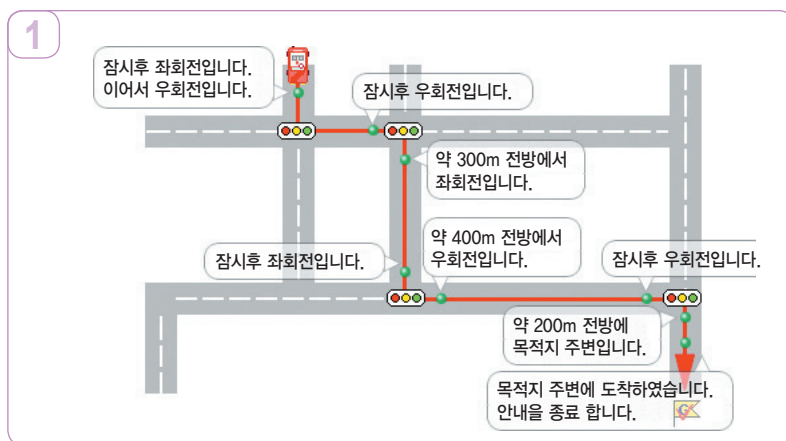 1
잠시후 좌회전입니다.
이어서 우회전입니다.
잠시후 우회전입니다.
약 300m 전방에서
좌회전입니다.
약 400m 전방에서
우회전입니다.
잠시후 좌회전입니다.
잠시후 우회전입니다.
약 200m 전방에
목적지 주변입니다.
목적지 주변에 도착하였습니다.
안내을 종료 합니다.
G